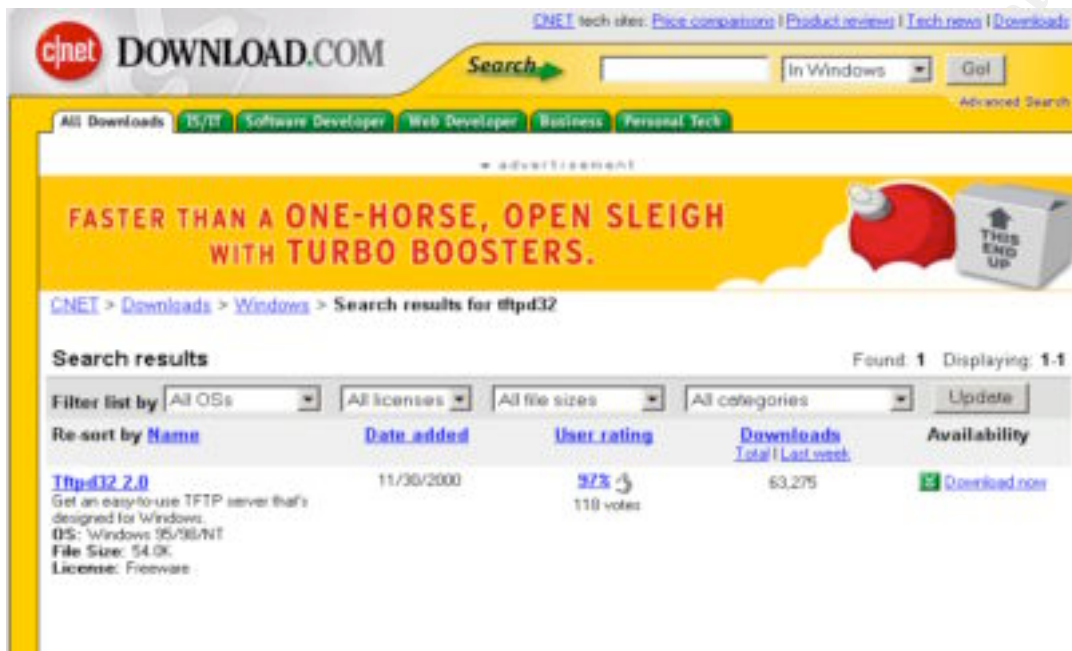 CNET tech sites: Price comparisons | Product reviews | Tech news | Downloads
c|net DOWNLOAD.COM
Search In Windows Go!
Advanced Search
All Downloads IS/IT Software Developer Web Developer Business Personal Tech
advertisement
FASTER THAN A ONE-HORSE, OPEN SLEIGH
WITH TURBO BOOSTERS.
THIS
END
UP
CNET > Downloads > Windows > Search results for tftpd32
Search results Found: 1 Displaying: 1-1
Filter list by All OSs All licenses All file sizes All categories Update
Re-sort by Name Date added User rating Downloads Availability
Total | Last week
Tftpd32 2.0 11/30/2000 97% 63,275 Download now
Get an easy-to-use TFTP server that's 118 votes
designed for Windows.
OS: Windows 95/98/NT
File Size: 54.0K
License: Freeware